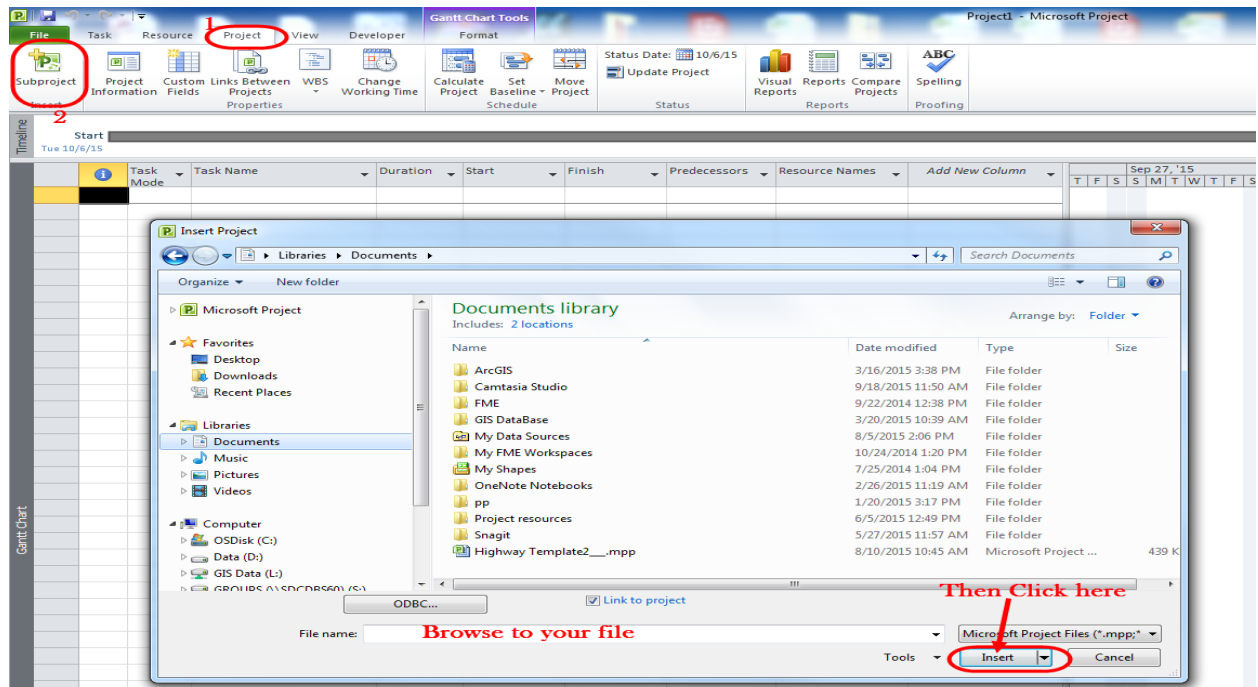 Gantt Chart Tools
Project1 - Microsoft Project
1
File Task Resource Project View Developer Format
Subproject
Project Information
Custom Fields
Links Between Projects
WBS
Change Working Time
Calculate Project
Set Baseline
Move Project
Status Date: 10/6/15
Update Project
Visual Reports
Reports
Compare Projects
ABC
Spelling
Insert Properties Schedule Status Reports Proofing
2
Timeline
Start
Tue 10/6/15
Task Mode Task Name Duration Start Finish Predecessors Resource Names Add New Column
Sep 27, '15
T F S S M T W T F S
Insert Project
Libraries Documents
Search Documents
Organize New folder
Microsoft Project
Favorites
Desktop
Downloads
Recent Places
Libraries
Documents
Music
Pictures
Videos
Computer
OSDisk (C:)
Data (D:)
GIS Data (L:)
GROUPS (\\SDCDBS60) (S:)
Documents library
Includes: 2 locations
Arrange by: Folder
Name Date modified Type Size
ArcGIS 3/16/2015 3:38 PM File folder
Camtasia Studio 9/18/2015 11:50 AM File folder
FME 9/22/2014 12:38 PM File folder
GIS DataBase 3/20/2015 10:39 AM File folder
My Data Sources 8/5/2015 2:06 PM File folder
My FME Workspaces 10/24/2014 1:20 PM File folder
My Shapes 7/25/2014 1:04 PM File folder
OneNote Notebooks 2/26/2015 11:19 AM File folder
pp 1/20/2015 3:17 PM File folder
Project resources 6/5/2015 12:49 PM File folder
Snagit 5/27/2015 11:57 AM File folder
Highway Template2__.mpp 8/10/2015 10:45 AM Microsoft Project ... 439 K
Gantt Chart
Then Click here
ODBC...
Link to project
File name:
Browse to your file
Microsoft Project Files (*.mpp;*
Tools Insert Cancel